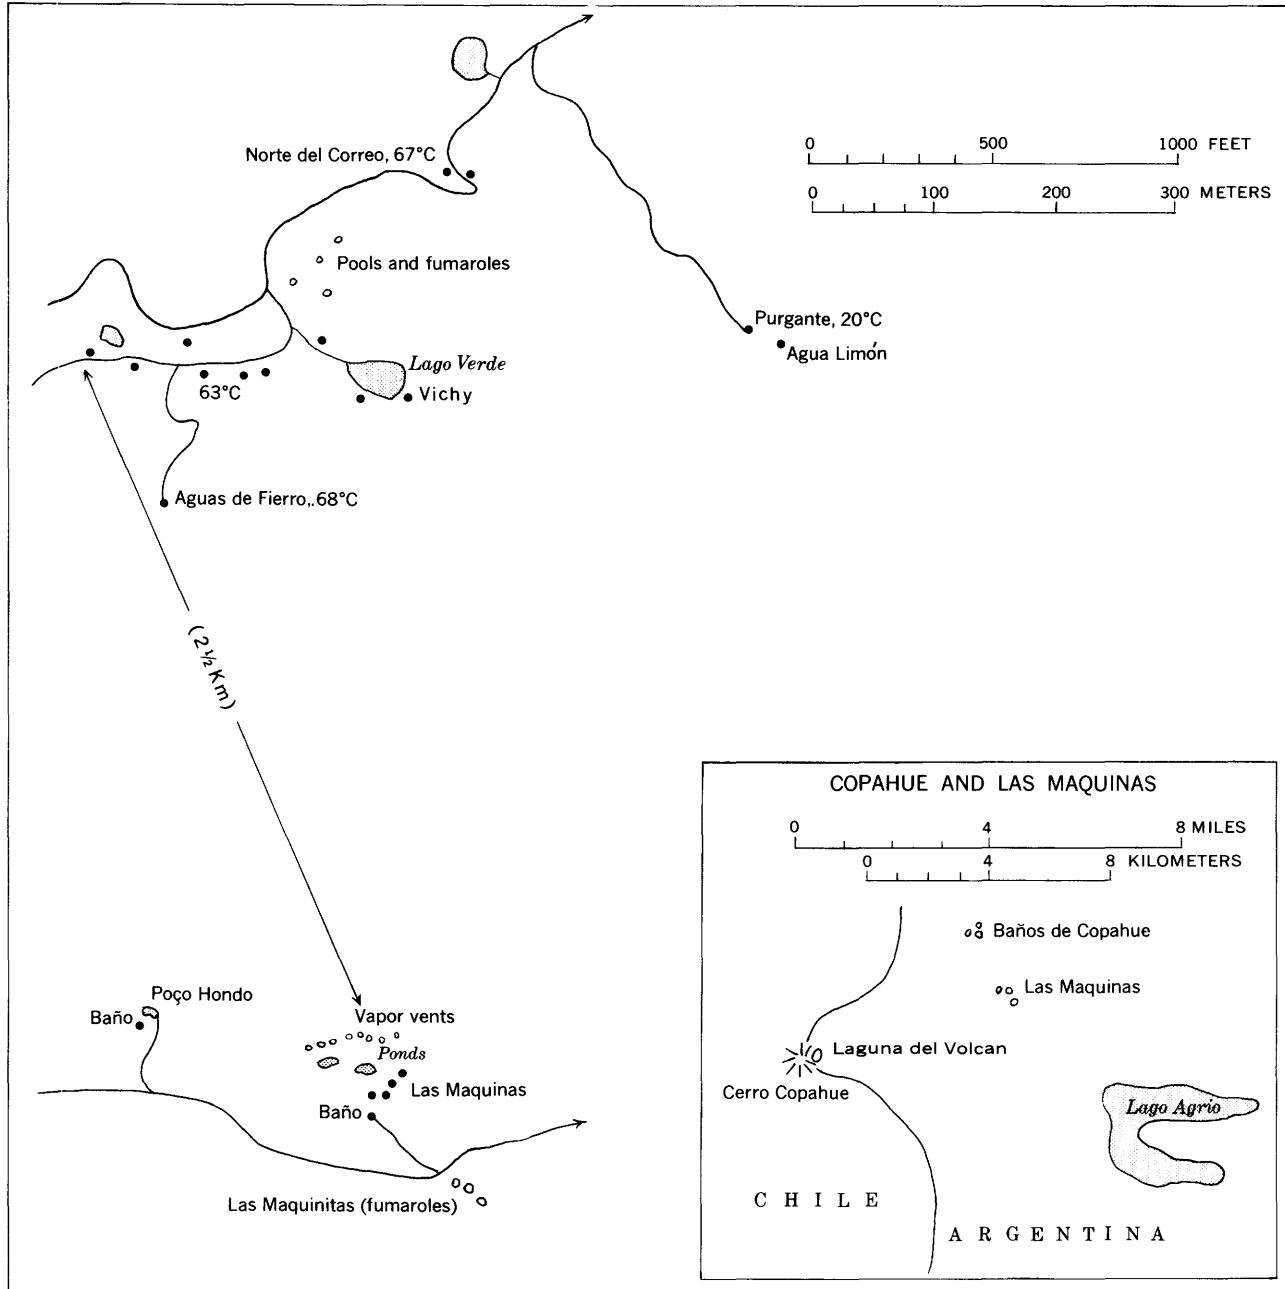 Norte del Correo, 67°C
0 500 1000 FEET
0 100 200 300 METERS
Pools and fumaroles
Purgante, 20°C
Agua Limón
Lago Verde
63°C
Vichy
Aguas de Fierro,.68°C
(2½Km)
Poço Hondo
Baño
Vapor vents
Ponds
Las Maquinas
Baño
Las Maquinitas (fumaroles)
COPAHUE AND LAS MAQUINAS
0 4 8 MILES
0 4 8 KILOMETERS
Baños de Copahue
Las Maquinas
Laguna del Volcan
Cerro Copahue
Lago Agrio
CHILE
ARGENTINA